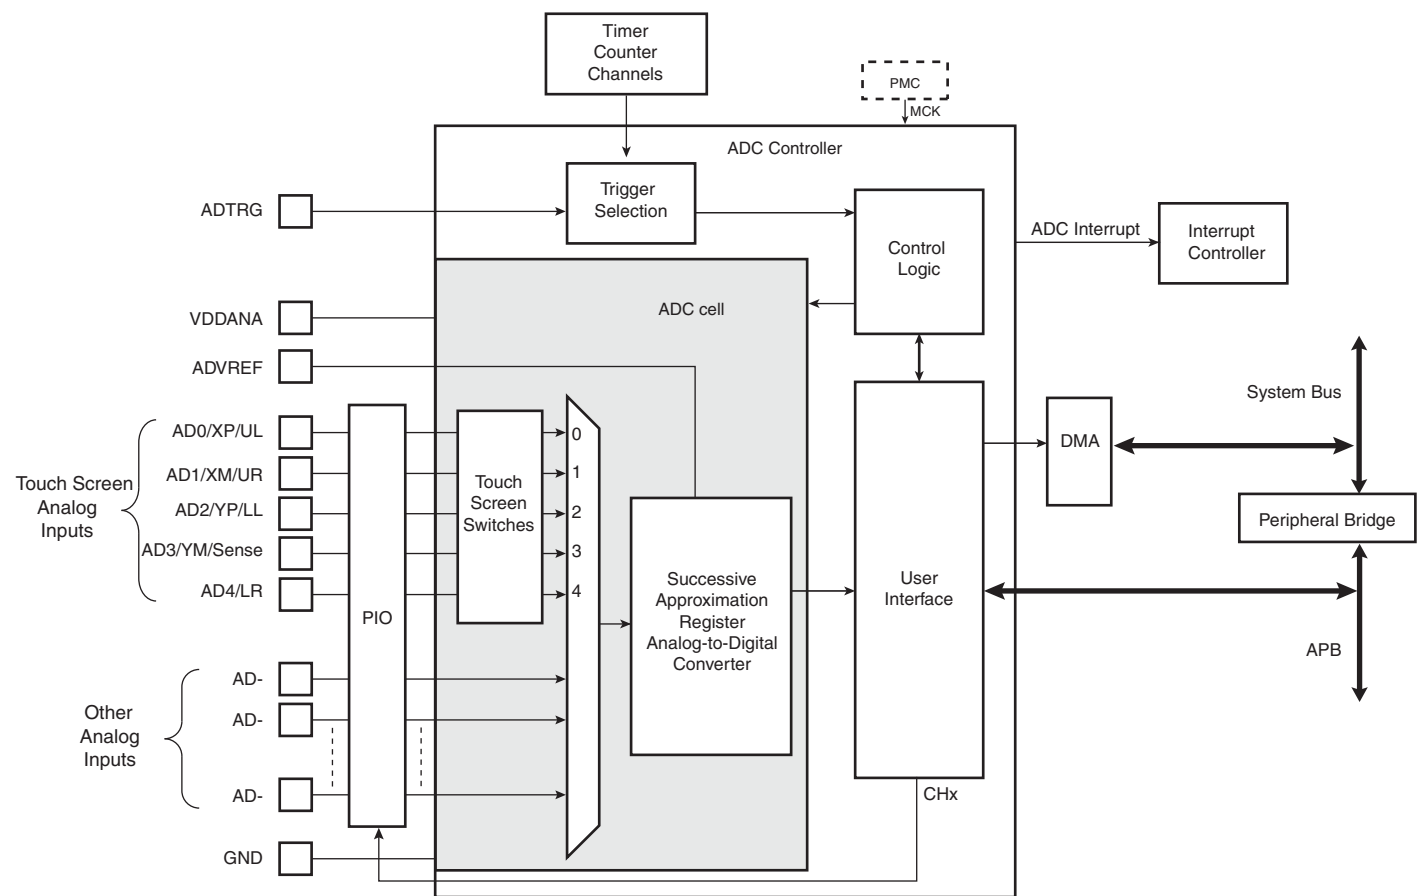 Timer
Counter
Channels
PMC
MCK
ADC Controller
ADTRG
Trigger
Selection
Control
Logic
ADC Interrupt
Interrupt
Controller
VDDANA
ADC cell
ADVREF
System Bus
AD0/XP/UL
0
DMA
Touch Screen
Analog
Inputs
AD1/XM/UR
1
Touch
Screen
Switches
AD2/YP/LL
2
AD3/YM/Sense
3
AD4/LR
4
Peripheral Bridge
PIO
Successive
Approximation
Register
Analog-to-Digital
Converter
User
Interface
APB
Other
Analog
Inputs
AD-
AD-
AD-
CHx
GND